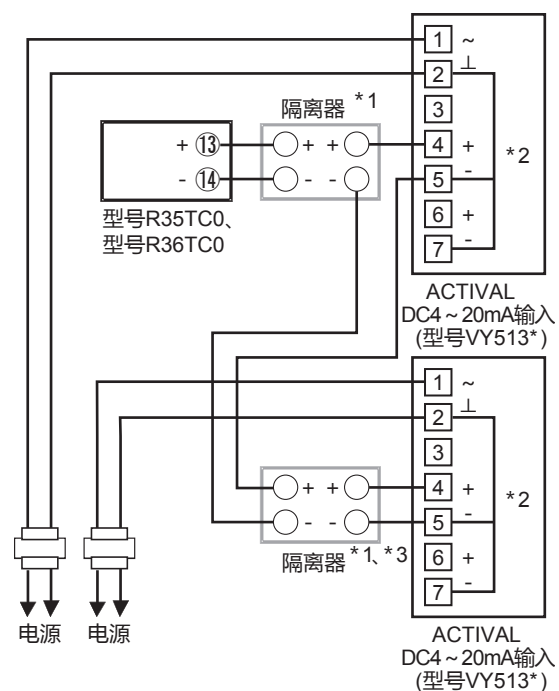 1 ~
2 ⊥
3
4 +
5 -
6 +
7 -
*2
隔离器 *1
+ ⑬ + +
- ⑭ - -
型号R35TC0、
型号R36TC0
ACTIVAL
DC4～20mA输入
(型号VY513*)
1 ~
2 ⊥
3
4 +
5 -
6 +
7 -
*2
+ +
- -
隔离器 *1、*3
电源 电源
ACTIVAL
DC4～20mA输入
(型号VY513*)